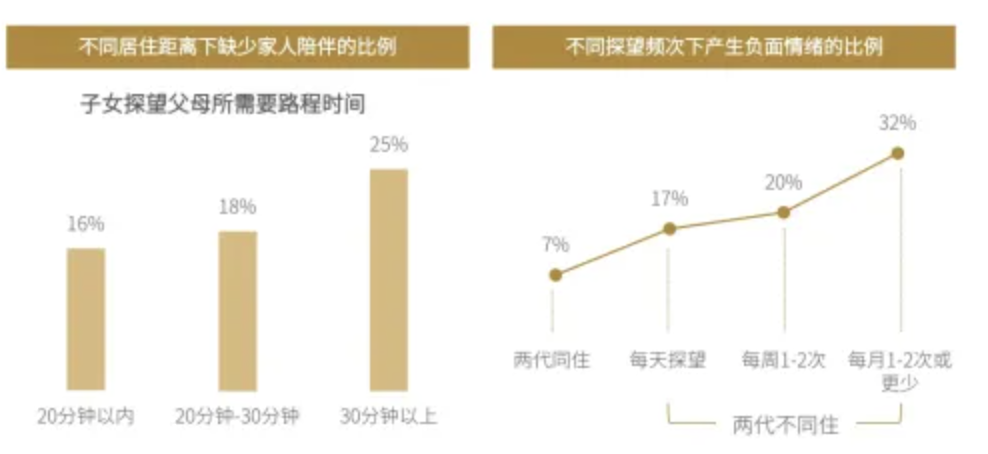 不同居住距离下缺少家人陪伴的比例
子女探望父母所需要路程时间
25%
18%
16%
20分钟以内
20分钟-30分钟
30分钟以上
不同探望频次下产生负面情绪的比例
32%
20%
17%
7%
两代同住
每天探望
每周1-2次
每月1-2次或
更少
两代不同住